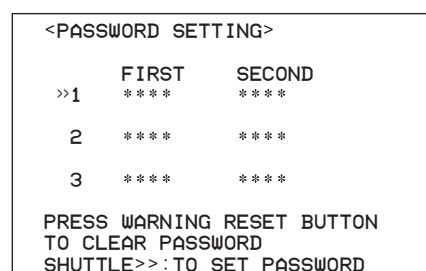 <PASSWORD SETTING>
FIRST SECOND
»1 **** ****
2 **** ****
3 **** ****
PRESS WARNING RESET BUTTON
TO CLEAR PASSWORD
SHUTTLE>>:TO SET PASSWORD